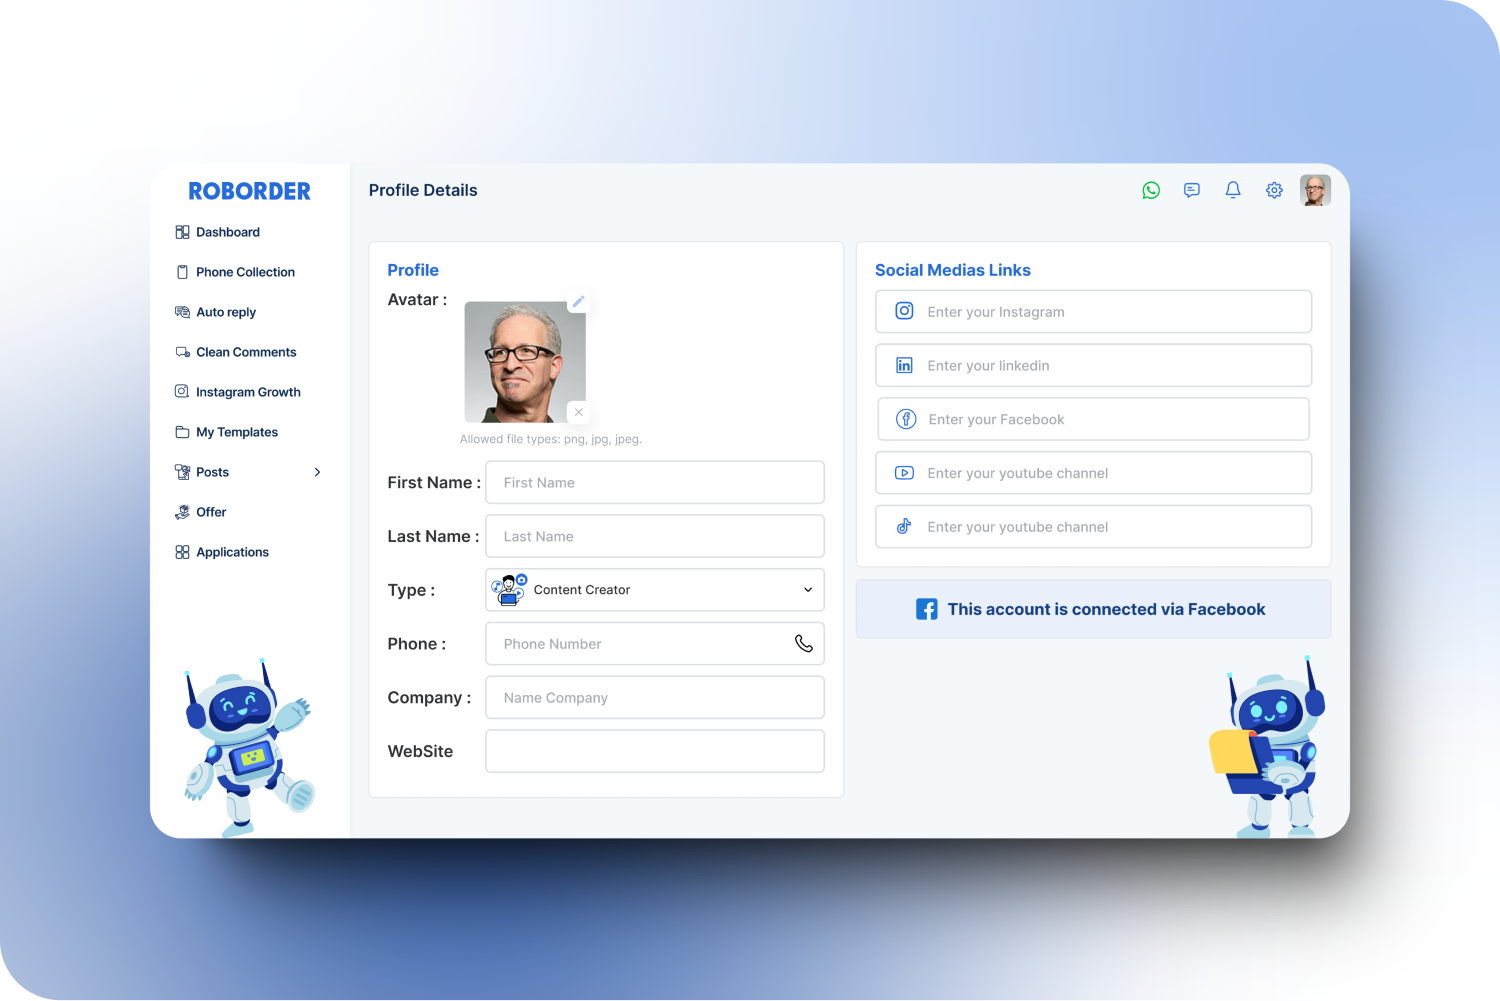 ROBORDER
Dashboard
Phone Collection
Auto reply
Clean Comments
Instagram Growth
My Templates
Posts
Offer
Applications
Profile Details
Profile
Avatar :
Allowed file types: png, jpg, jpeg.
First Name : First Name
Last Name : Last Name
Type : Content Creator
Phone : Phone Number
Company : Name Company
WebSite
Social Medias Links
Enter your Instagram
Enter your linkedin
Enter your Facebook
Enter your youtube channel
Enter your youtube channel
This account is connected via Facebook